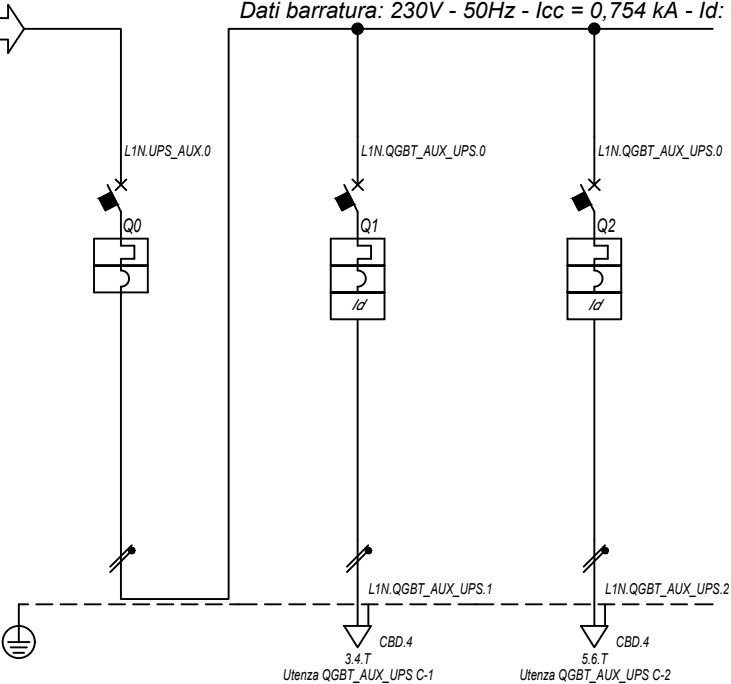 Dati barratura: 230V - 50Hz - Icc = 0,754 kA - Id:
L1N.UPS_AUX.0
L1N.QGBT_AUX_UPS.0
L1N.QGBT_AUX_UPS.0
Q0
Q1
Q2
Id
Id
L1N.QGBT_AUX_UPS.1
L1N.QGBT_AUX_UPS.2
CBD.4
CBD.4
3.4.T
5.6.T
Utenza QGBT_AUX_UPS C-1
Utenza QGBT_AUX_UPS C-2